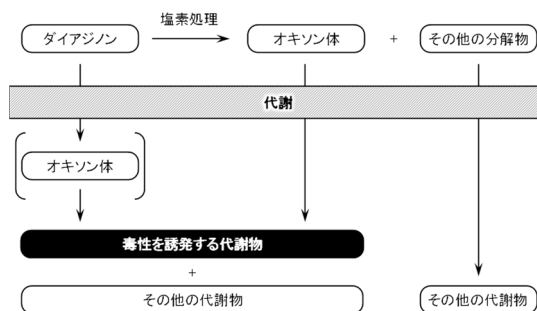 塩素処理
ダイアジノン
オキソン体
+
その他の分解物
代謝
オキソン体
毒性を誘発する代謝物
+
その他の代謝物
その他の代謝物